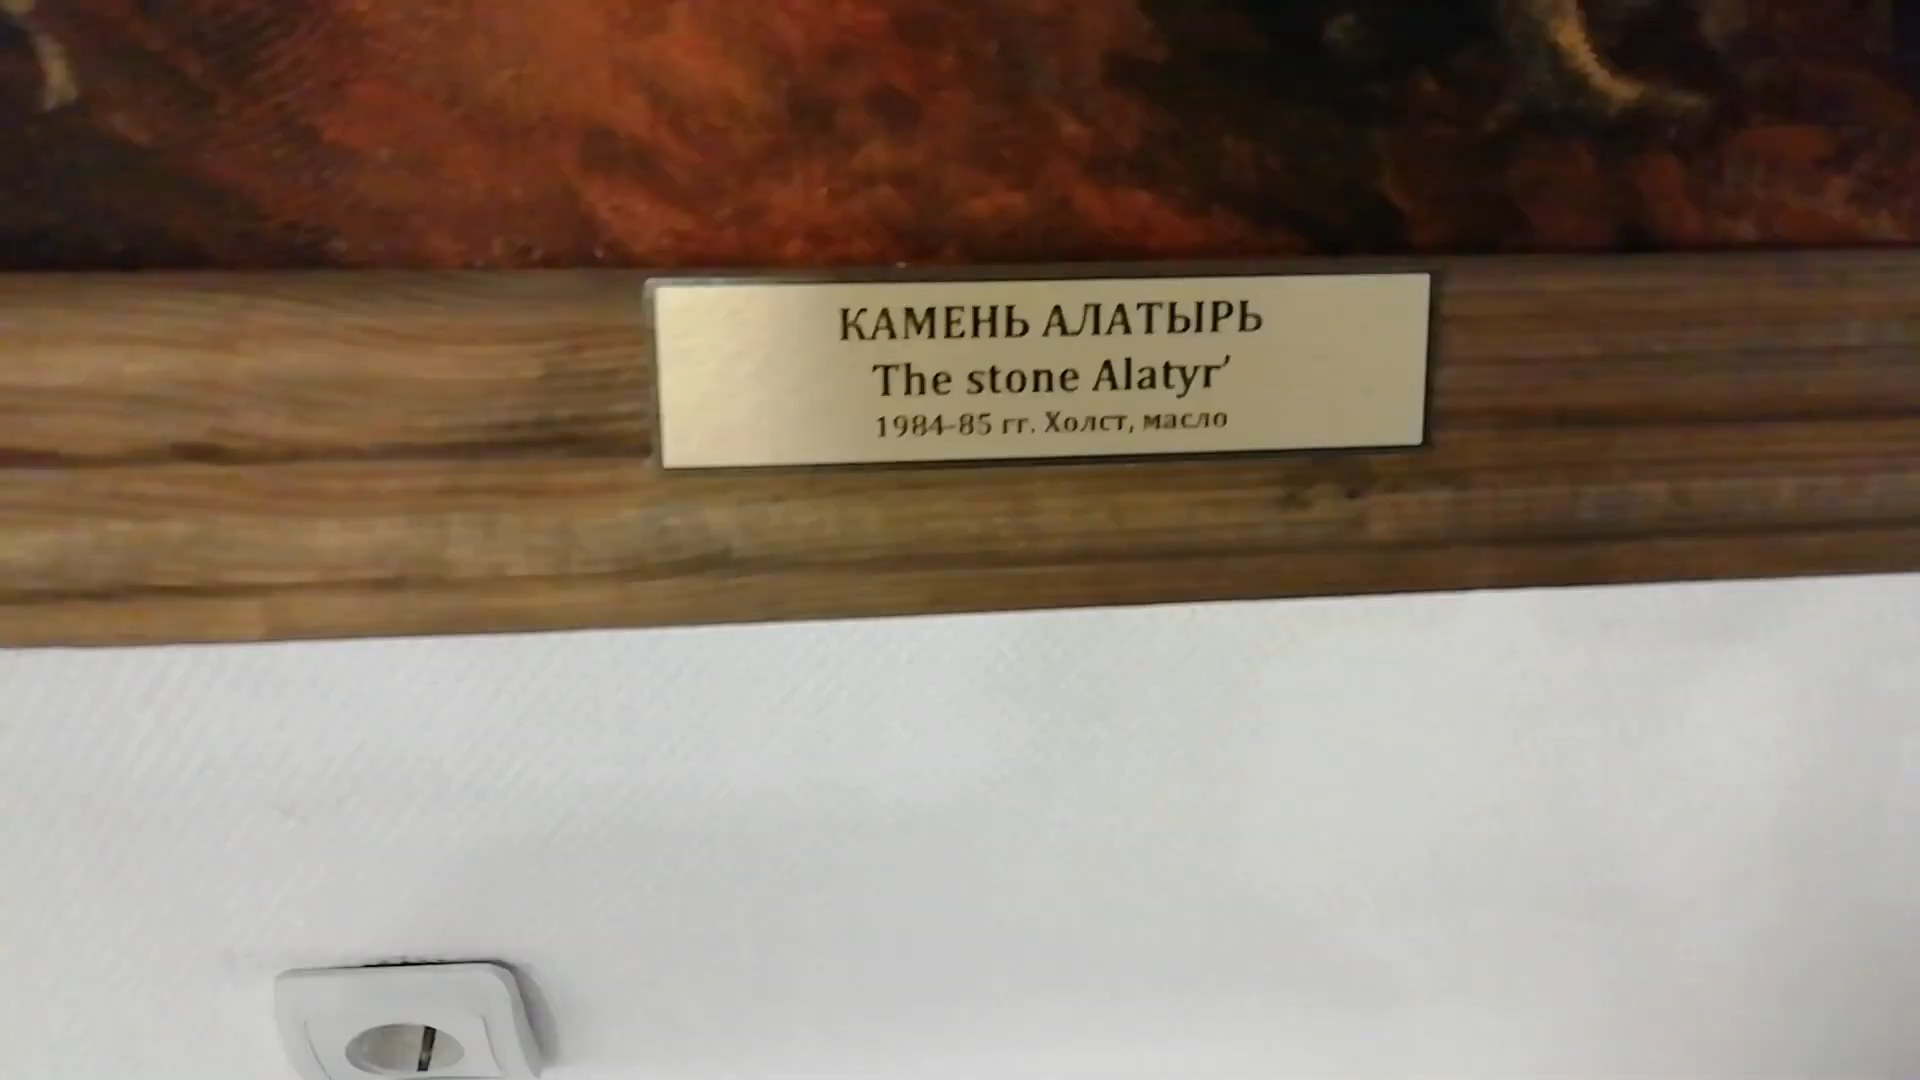 КАМЕНЬ АЛАТЫРЬ
The stone Alatyr’
1984-85 гг. Холст, масло